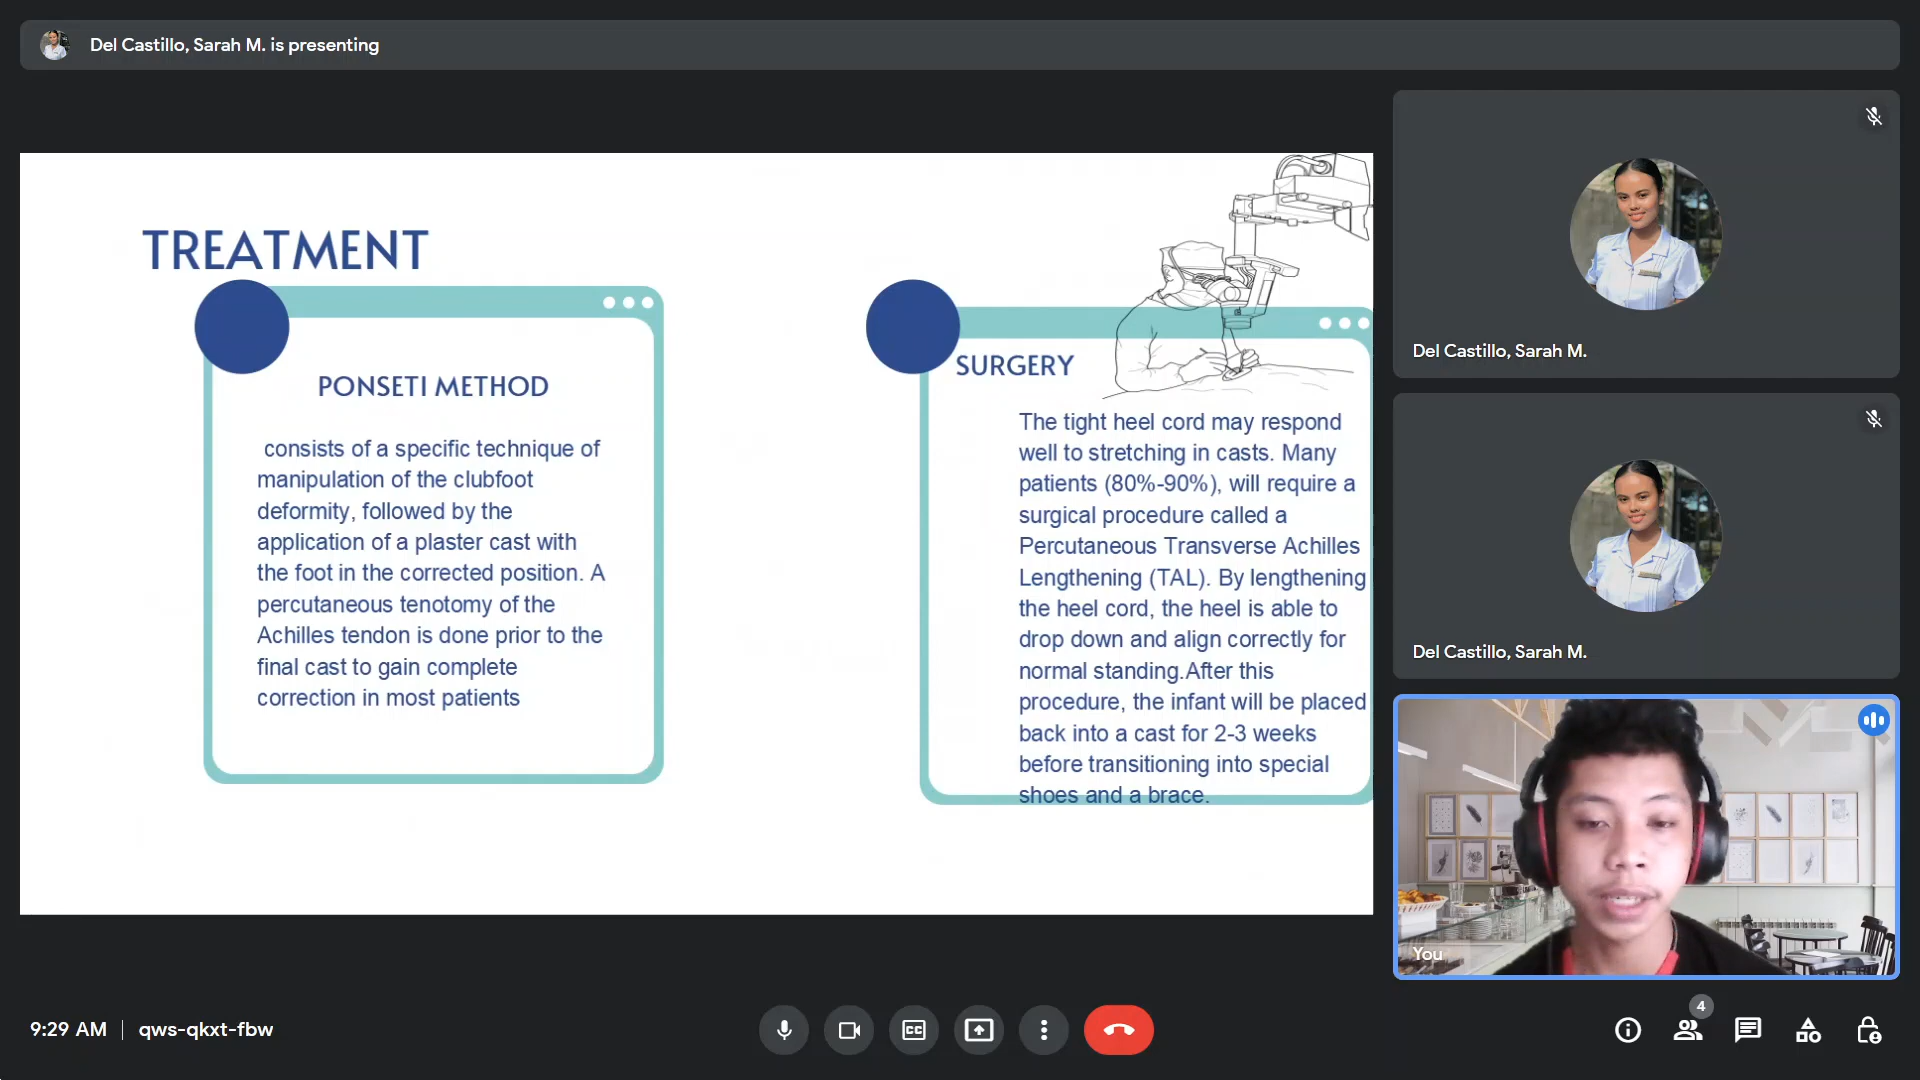 Del Castillo, Sarah M. is presenting
TREATMENT
PONSETI METHOD
consists of a specific technique of
manipulation of the clubfoot
deformity, followed by the
application of a plaster cast with
the foot in the corrected position. A
percutaneous tenotomy of the
Achilles tendon is done prior to the
final cast to gain complete
correction in most patients
SURGERY
The tight heel cord may respond
well to stretching in casts. Many
patients (80%-90%), will require a
surgical procedure called a
Percutaneous Transverse Achilles
Lengthening (TAL). By lengthening
the heel cord, the heel is able to
drop down and align correctly for
normal standing.After this
procedure, the infant will be placed
back into a cast for 2-3 weeks
before transitioning into special
shoes and a brace.
Del Castillo, Sarah M.
Del Castillo, Sarah M.
You
9:29 AM | qws-qkxt-fbw
CC
4